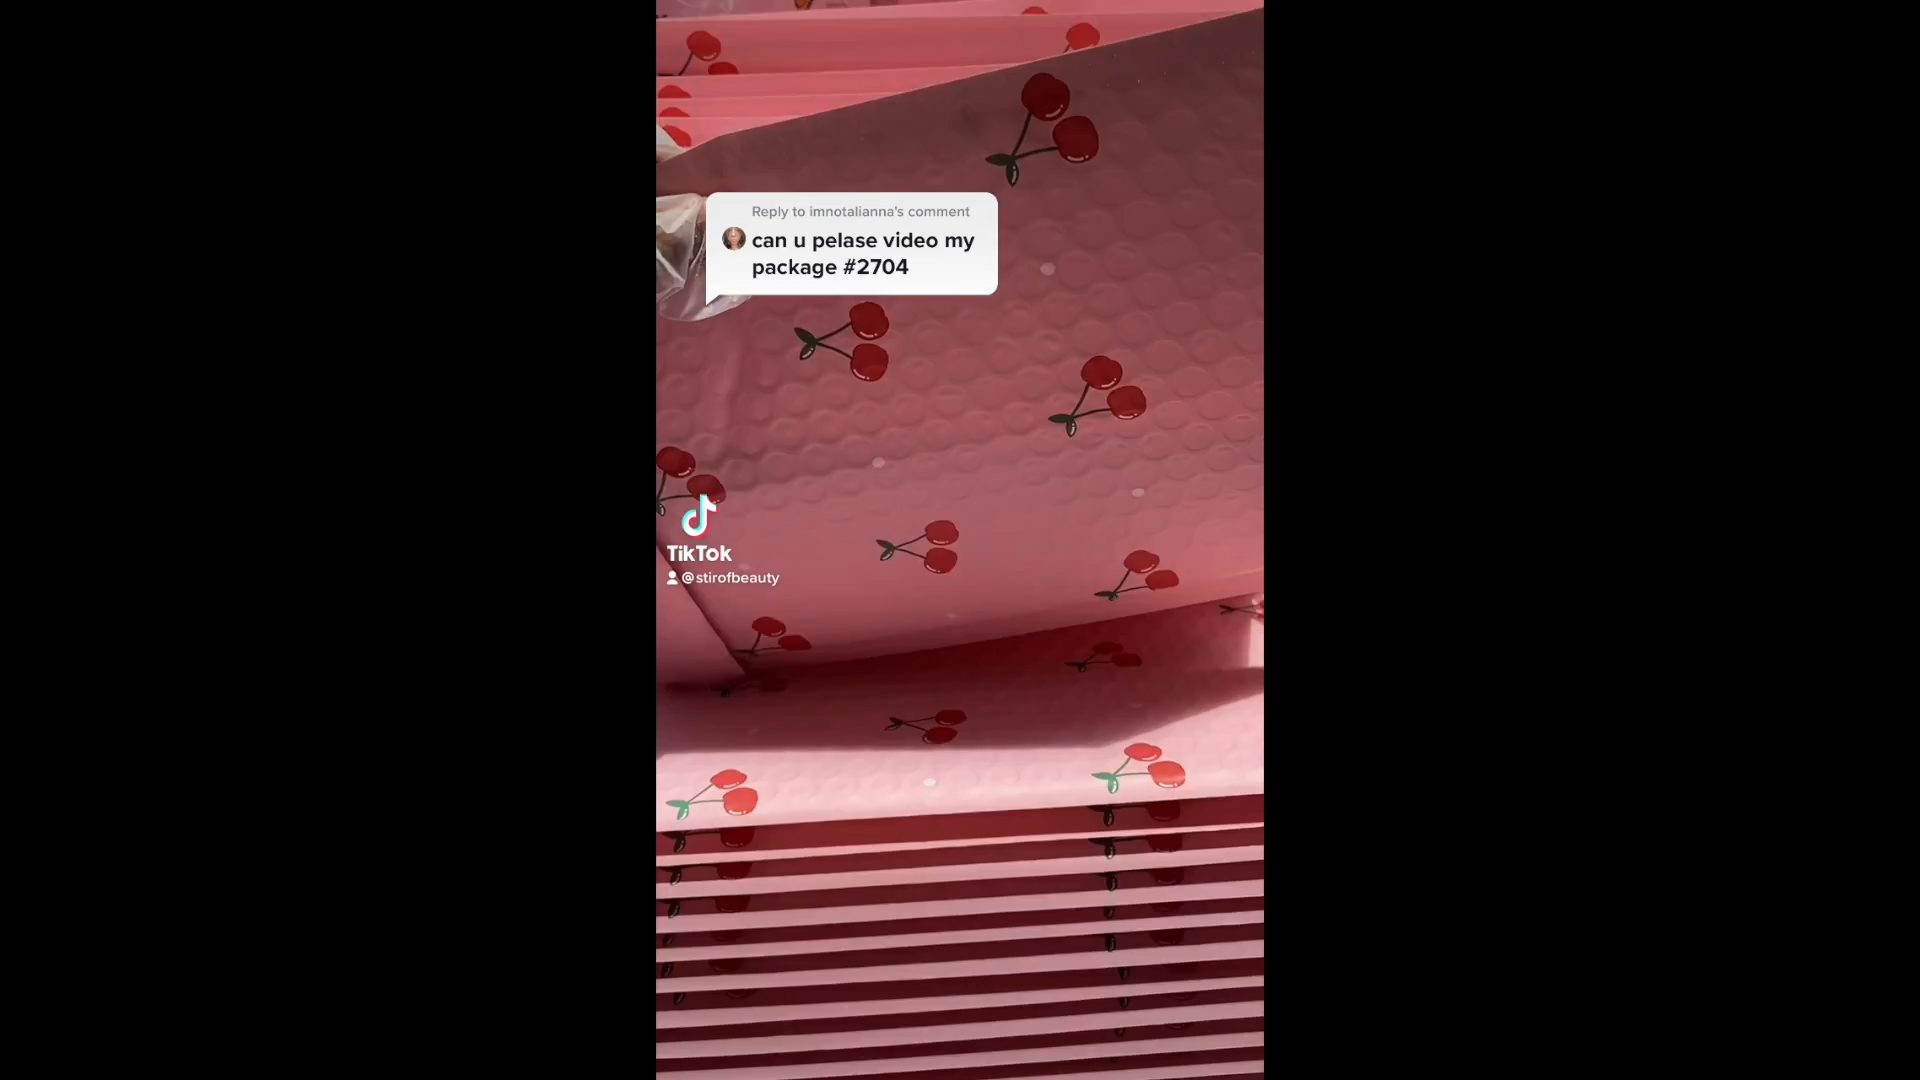 Reply to imnotalianna's comment
can u pelase video my
package #2704
TikTok
@stirofbeauty